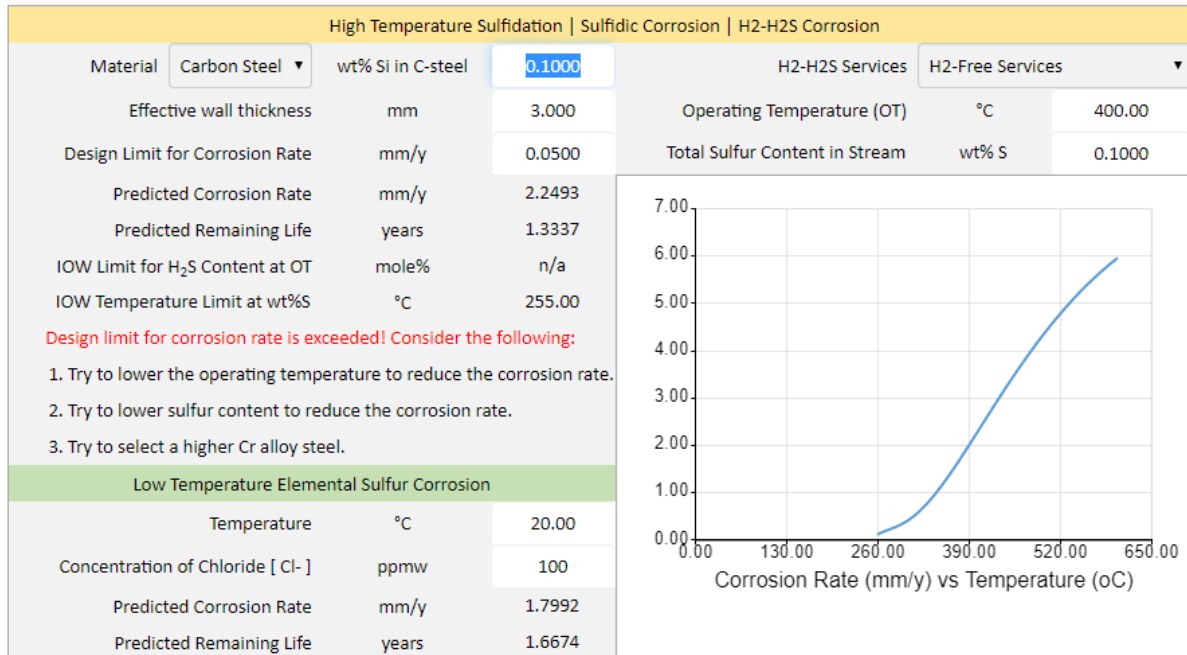 High Temperature Sulfidation | Sulfidic Corrosion | H2-H2S Corrosion
Material Carbon Steel ▼ wt% Si in C-steel 0.1000 H2-H2S Services H2-Free Services ▼
Effective wall thickness mm 3.000 Operating Temperature (OT) °C 400.00
Design Limit for Corrosion Rate mm/y 0.0500 Total Sulfur Content in Stream wt% S 0.1000
Predicted Corrosion Rate mm/y 2.2493
Predicted Remaining Life years 1.3337
IOW Limit for H₂S Content at OT mole% n/a
IOW Temperature Limit at wt%S °C 255.00
Design limit for corrosion rate is exceeded! Consider the following:
1. Try to lower the operating temperature to reduce the corrosion rate.
2. Try to lower sulfur content to reduce the corrosion rate.
3. Try to select a higher Cr alloy steel.
Low Temperature Elemental Sulfur Corrosion
Temperature °C 20.00
Concentration of Chloride [ Cl- ] ppmw 100
Predicted Corrosion Rate mm/y 1.7992
Predicted Remaining Life years 1.6674
7.00
6.00
5.00
4.00
3.00
2.00
1.00
0.00
0.00 130.00 260.00 390.00 520.00 650.00
Corrosion Rate (mm/y) vs Temperature (oC)